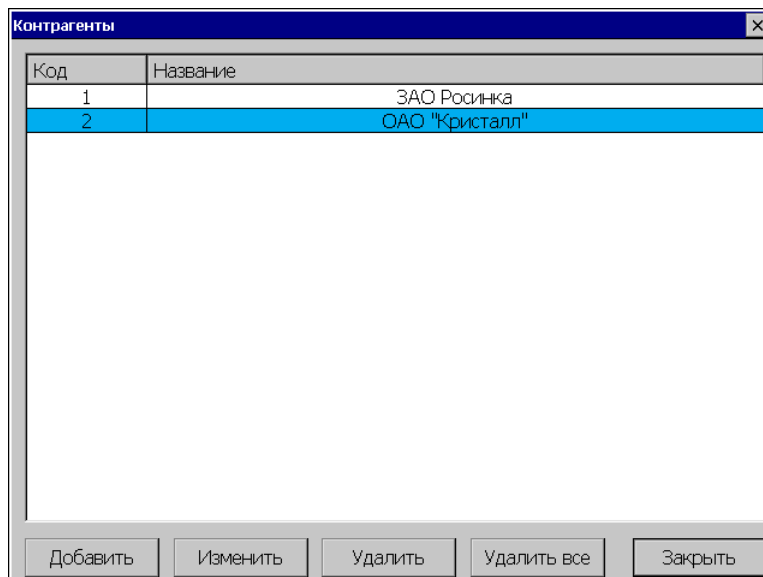 Контрагенты
Код Название
1 ЗАО Росинка
2 ОАО "Кристалл"
Добавить Изменить Удалить Удалить все Закрыть